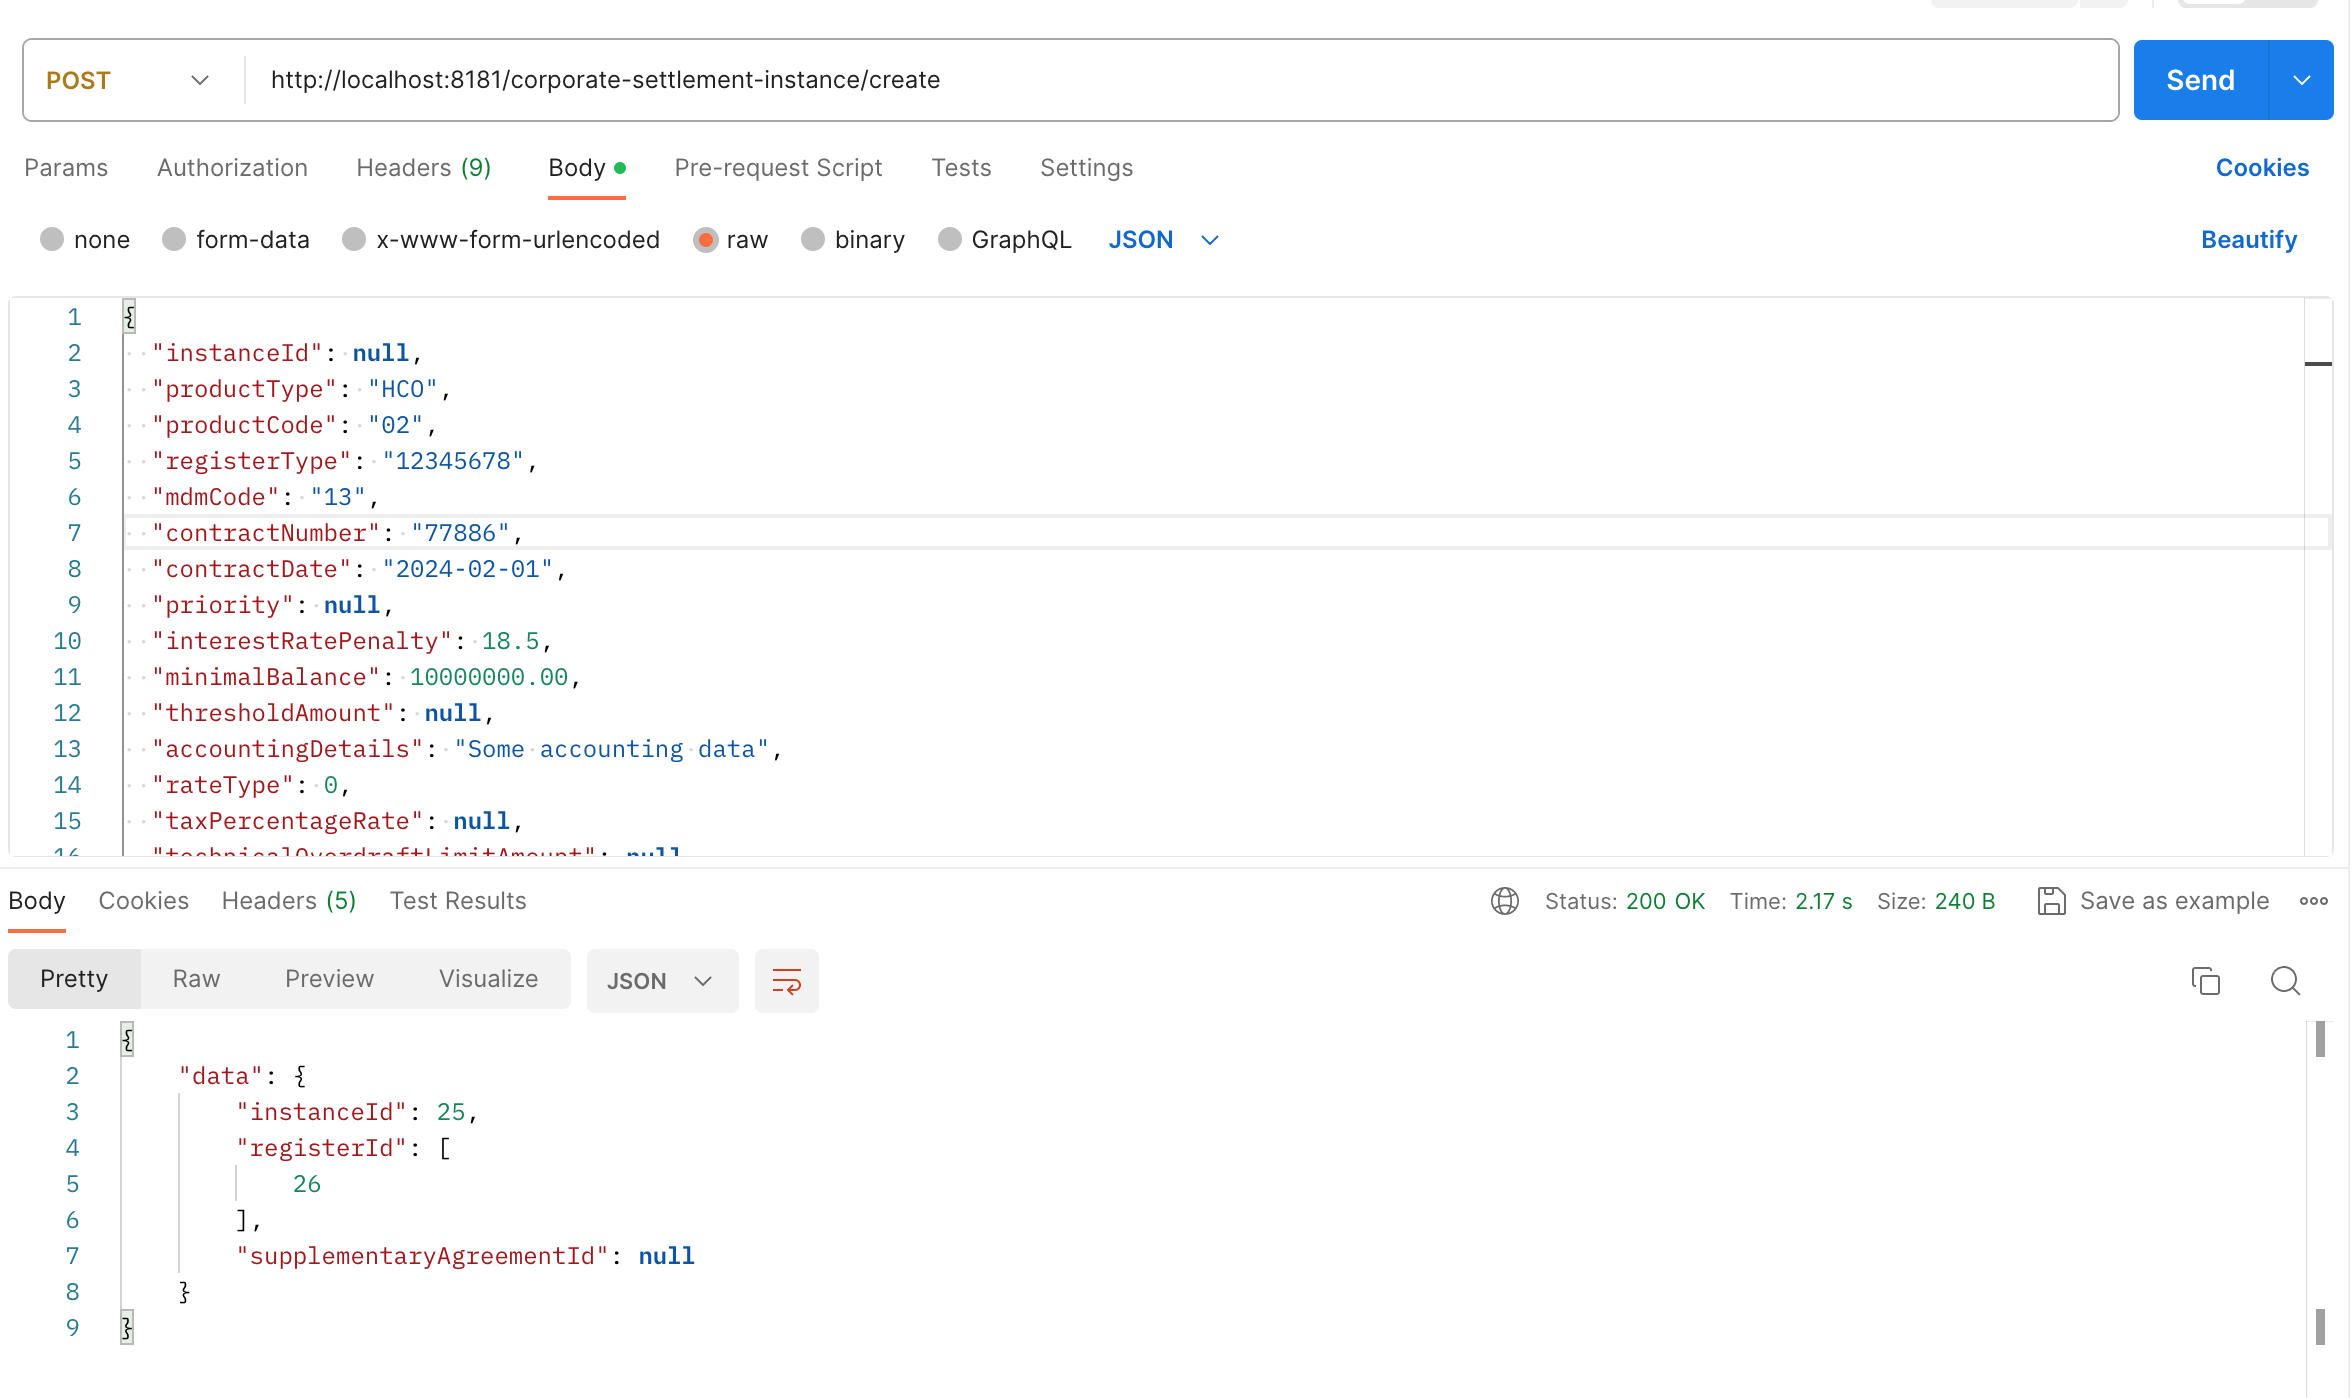 POST http://localhost:8181/corporate-settlement-instance/create Send
Params Authorization Headers (9) Body Pre-request Script Tests Settings Cookies
none form-data x-www-form-urlencoded raw binary GraphQL JSON Beautify
1 {
2 "instanceId": null,
3 "productType": "HCO",
4 "productCode": "02",
5 "registerType": "12345678",
6 "mdmCode": "13",
7 "contractNumber": "77886",
8 "contractDate": "2024-02-01",
9 "priority": null,
10 "interestRatePenalty": 18.5,
11 "minimalBalance": 10000000.00,
12 "thresholdAmount": null,
13 "accountingDetails": "Some accounting data",
14 "rateType": 0,
15 "taxPercentageRate": null,
16 "technicalOverdraftLimitAmount": null
Body Cookies Headers (5) Test Results Status: 200 OK Time: 2.17 s Size: 240 B Save as example
Pretty Raw Preview Visualize JSON
1 {
2 "data": {
3 "instanceId": 25,
4 "registerId": [
5 26
6 ],
7 "supplementaryAgreementId": null
8 }
9 }